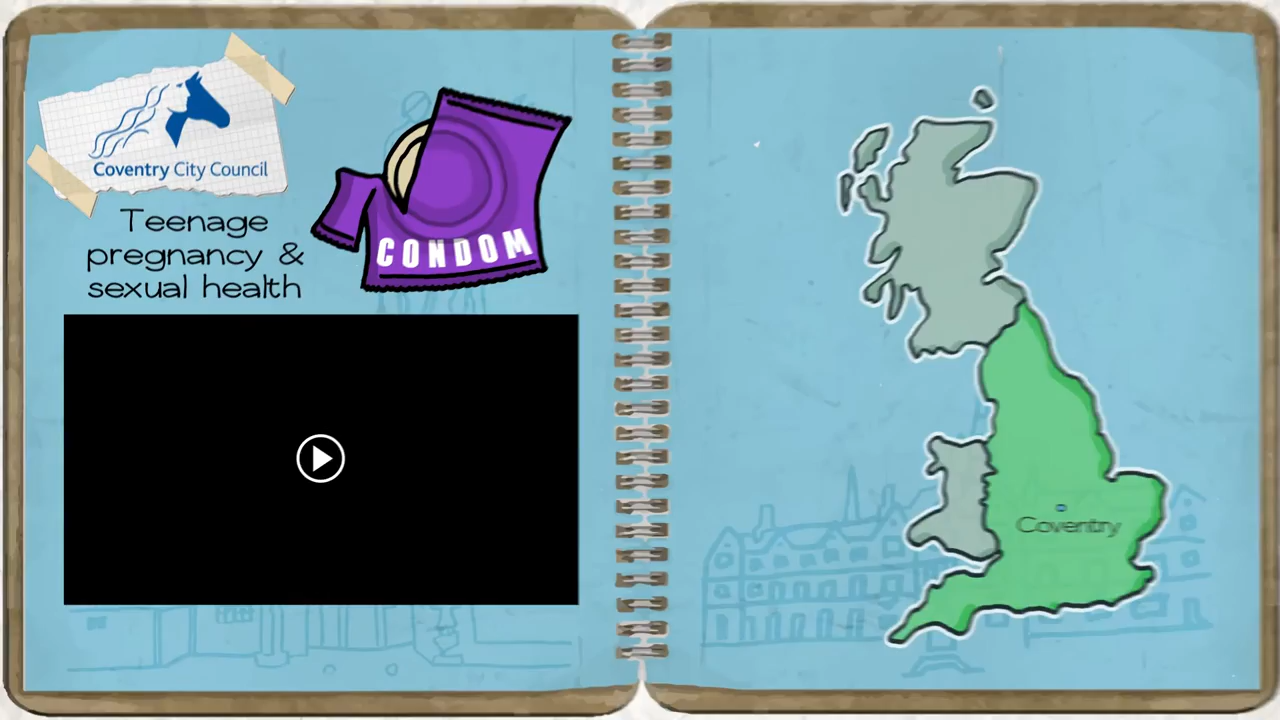 Coventry City Council
Teenage
pregnancy &
sexual health
CONDOM
Coventry